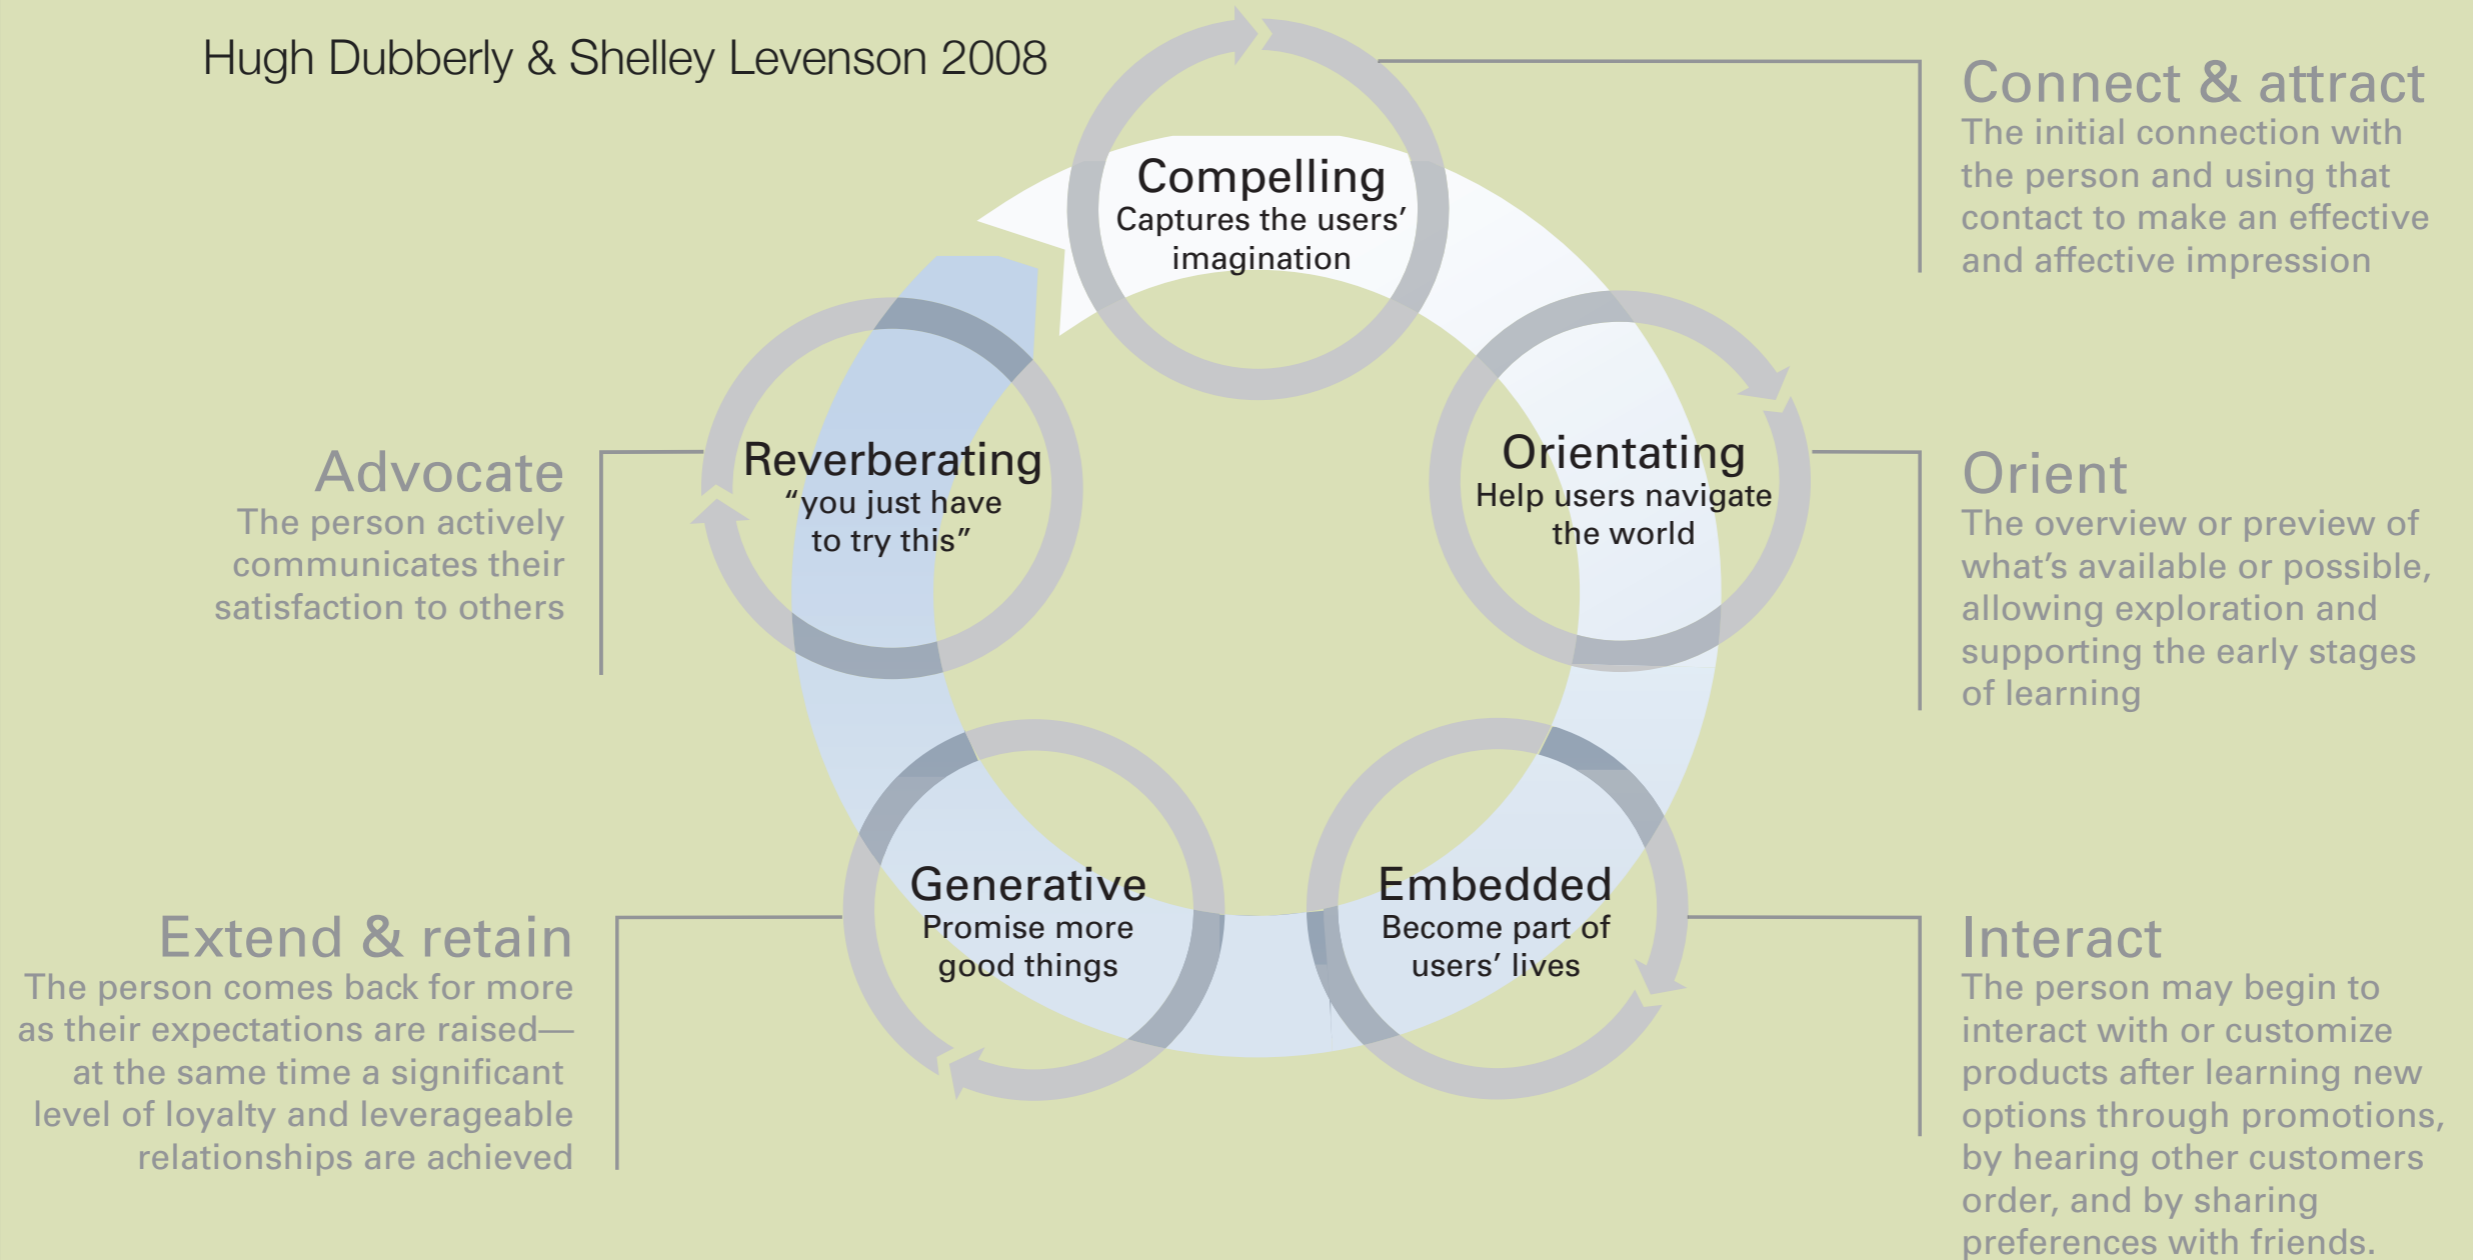 Hugh Dubberly & Shelley Levenson 2008
Compelling
Captures the users’
imagination
Connect & attract
The initial connection with
the person and using that
contact to make an effective
and affective impression
Orientating
Help users navigate
the world
Orient
The overview or preview of
what’s available or possible,
allowing exploration and
supporting the early stages
of learning
Embedded
Become part of
users’ lives
Interact
The person may begin to
interact with or customize
products after learning new
options through promotions,
by hearing other customers
order, and by sharing
preferences with friends.
Generative
Promise more
good things
Extend & retain
The person comes back for more
as their expectations are raised—
at the same time a significant
level of loyalty and leverageable
relationships are achieved
Reverberating
“you just have
to try this”
Advocate
The person actively
communicates their
satisfaction to others